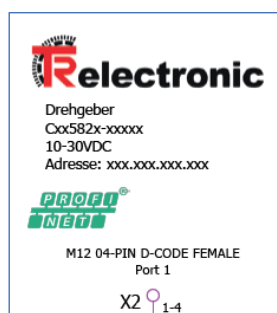 TRelectronic
Drehgeber
Cxx582x-xxxxx
10-30VDC
Adresse: xxx.xxx.xxx.xxx
PROFI®
NET
M12 04-PIN D-CODE FEMALE
Port 1
X2 1-4